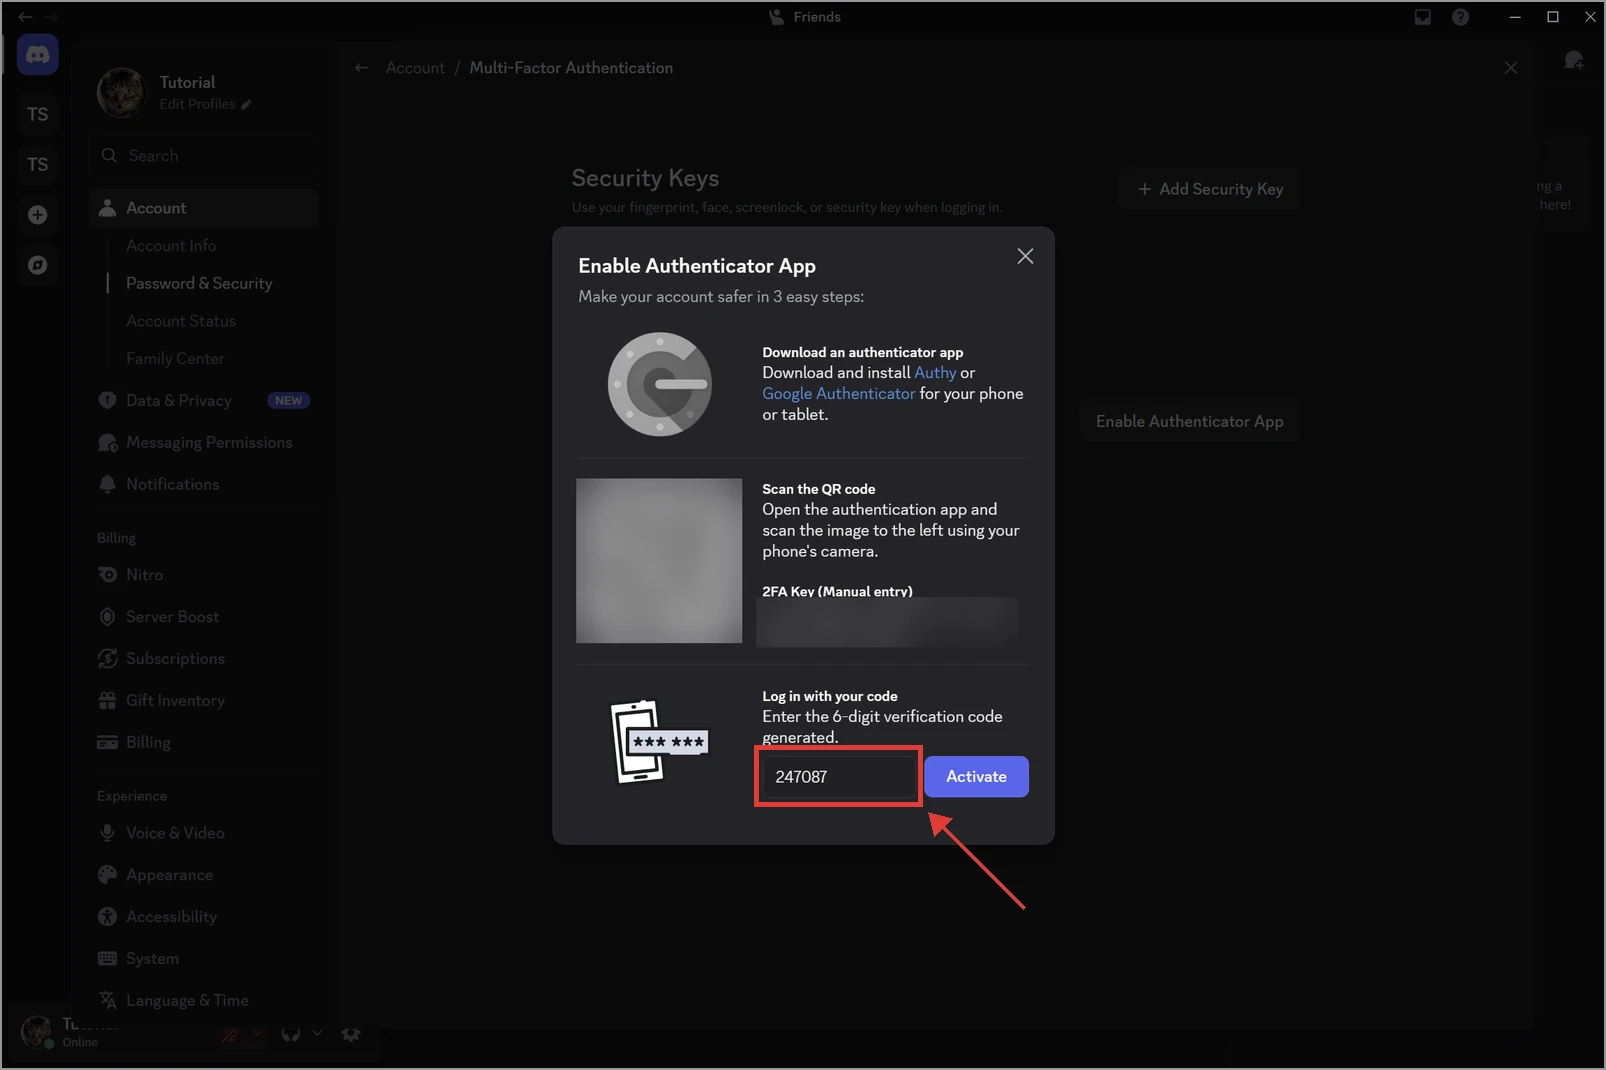 Friends
TS
TS
Tutorial
Edit Profiles
Search
Account
Account Info
Password & Security
Account Status
Family Center
Data & Privacy NEW
Messaging Permissions
Notifications
Billing
Nitro
Server Boost
Subscriptions
Gift Inventory
Billing
Experience
Voice & Video
Appearance
Accessibility
System
Language & Time
Online
Account / Multi-Factor Authentication
Security Keys
Use your fingerprint, face, screenlock, or security key when logging in.
+ Add Security Key
ng a
here!
Enable Authenticator App
Enable Authenticator App
Make your account safer in 3 easy steps:
Download an authenticator app
Download and install Authy or
Google Authenticator for your phone
or tablet.
Scan the QR code
Open the authentication app and
scan the image to the left using your
phone's camera.
2FA Key (Manual entry)
*** ***
Log in with your code
Enter the 6-digit verification code
generated.
247087
Activate